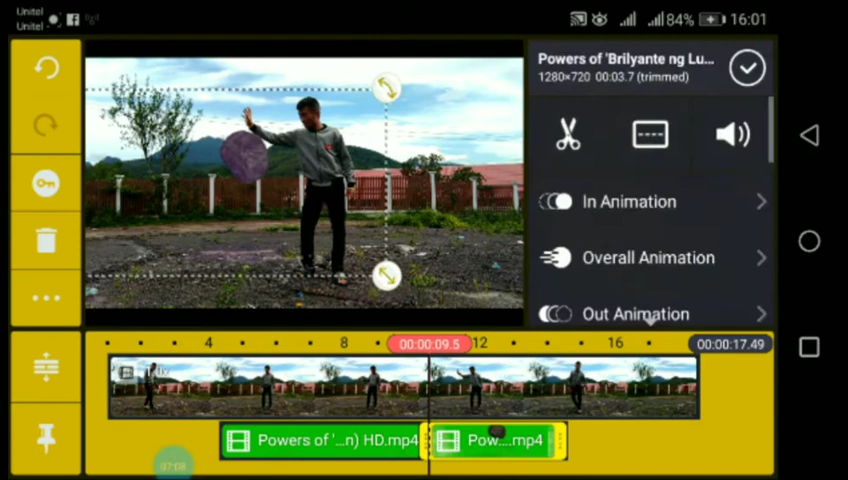 Unitel
Unitel
84%
16:01
Powers of 'Brilyante ng Lu...
1280×720 00:03.7 (trimmed)
In Animation
Overall Animation
Out Animation
4
8
00:00:09.5
12
16
00:00:17.49
Powers of '...n) HD.mp4
Pow....mp4
07:08